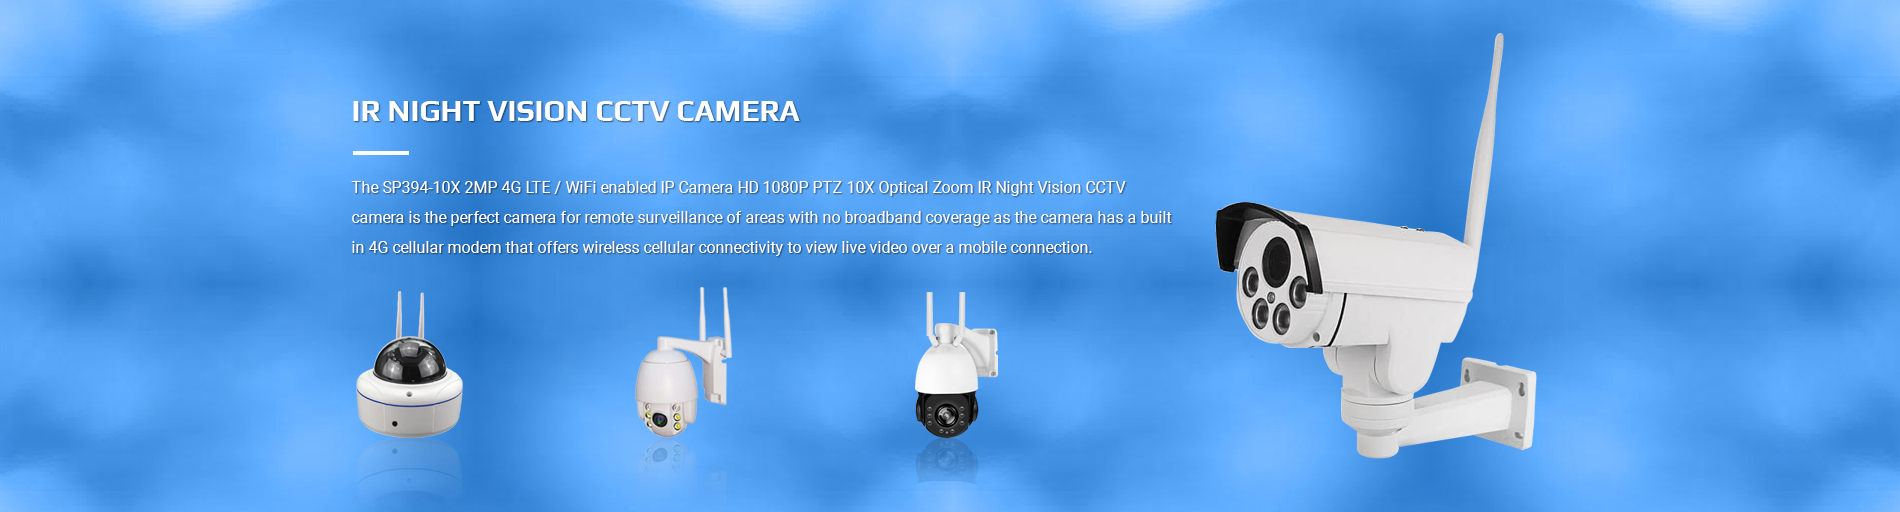 IR NIGHT VISION CCTV CAMERA
The SP394-10X 2MP 4G LTE / WiFi enabled IP Camera HD 1080P PTZ 10X Optical Zoom IR Night Vision CCTV
camera is the perfect camera for remote surveillance of areas with no broadband coverage as the camera has a built
in 4G cellular modem that offers wireless cellular connectivity to view live video over a mobile connection.